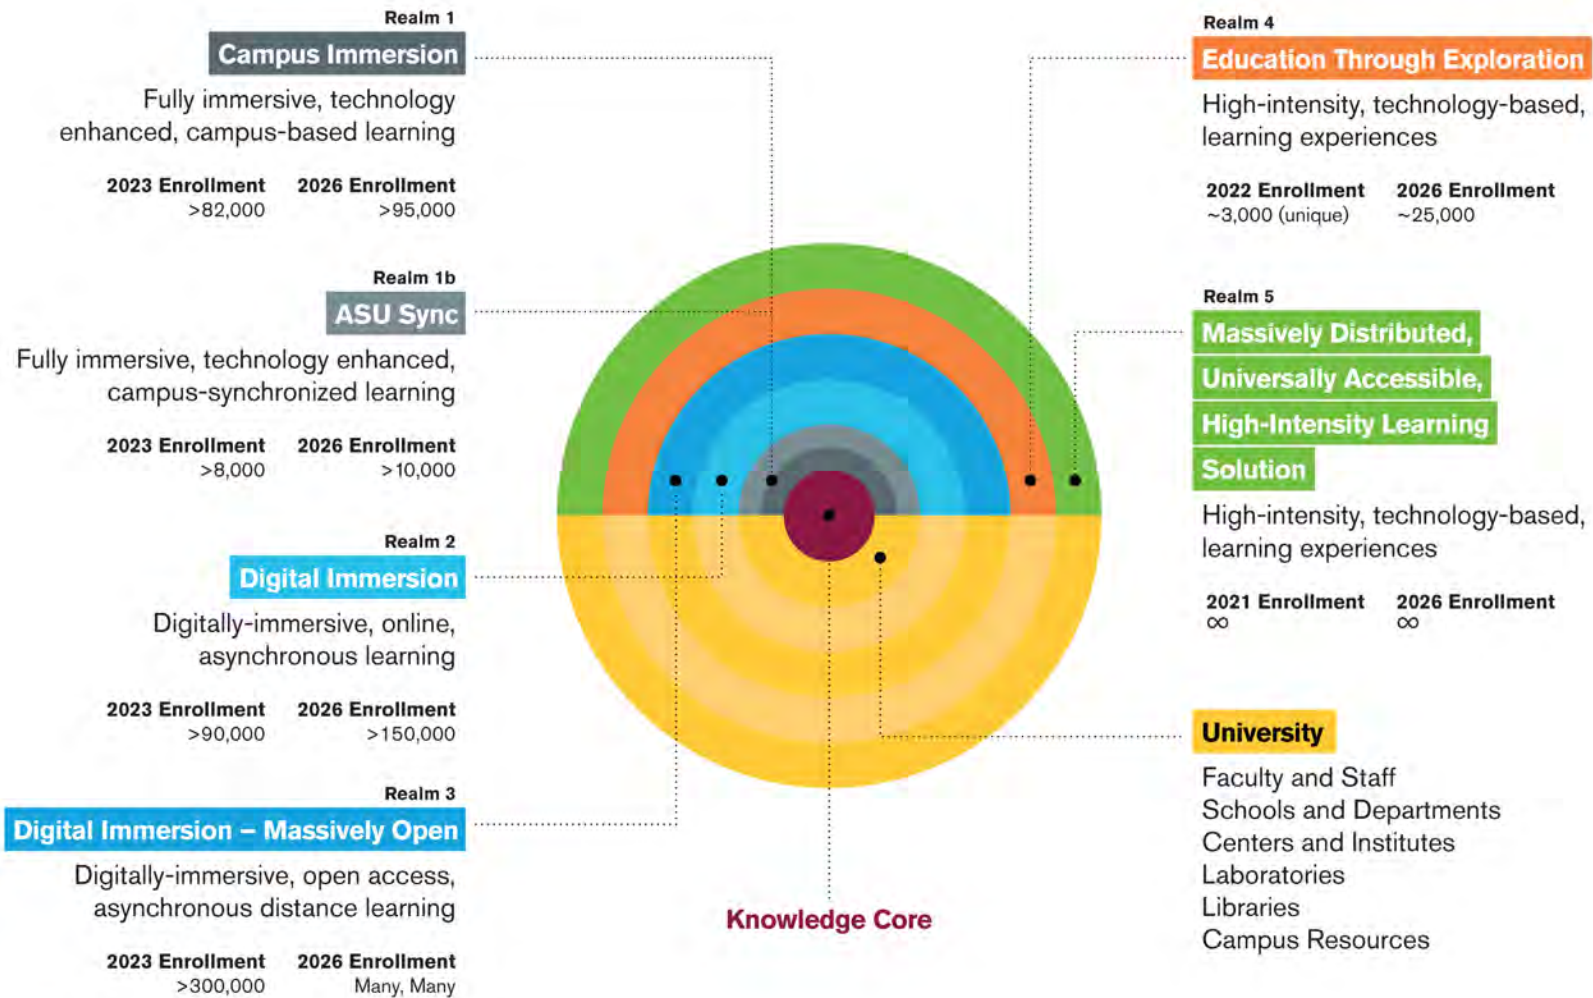 Realm 1
Campus Immersion
Fully immersive, technology
enhanced, campus-based learning
2023 Enrollment 2026 Enrollment
>82,000 >95,000
Realm 1b
ASU Sync
Fully immersive, technology enhanced,
campus-synchronized learning
2023 Enrollment 2026 Enrollment
>8,000 >10,000
Realm 2
Digital Immersion
Digitally-immersive, online,
asynchronous learning
2023 Enrollment 2026 Enrollment
>90,000 >150,000
Realm 3
Digital Immersion – Massively Open
Digitally-immersive, open access,
asynchronous distance learning
2023 Enrollment 2026 Enrollment
>300,000 Many, Many
Knowledge Core
Realm 4
Education Through Exploration
High-intensity, technology-based,
learning experiences
2022 Enrollment 2026 Enrollment
~3,000 (unique) ~25,000
Realm 5
Massively Distributed,
Universally Accessible,
High-Intensity Learning
Solution
High-intensity, technology-based,
learning experiences
2021 Enrollment 2026 Enrollment
∞ ∞
University
Faculty and Staff
Schools and Departments
Centers and Institutes
Laboratories
Libraries
Campus Resources